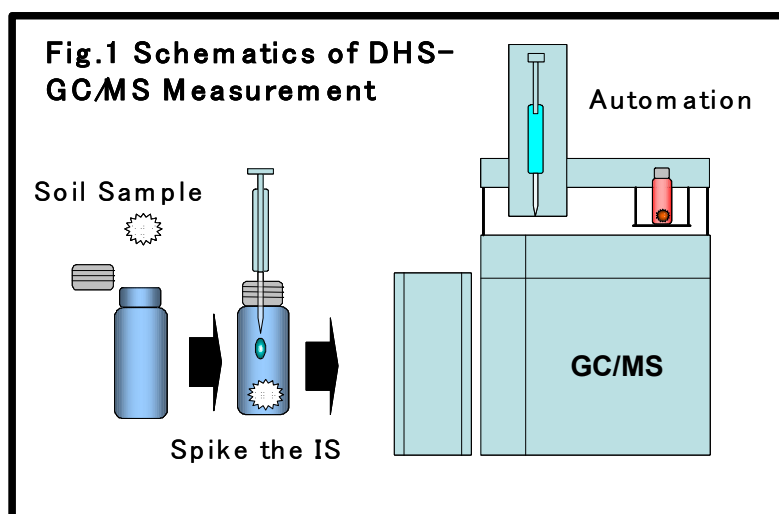 Fig.1 Schematics of DHS-
GC/MS Measurement
Automation
Soil Sample
GC/MS
Spike the IS